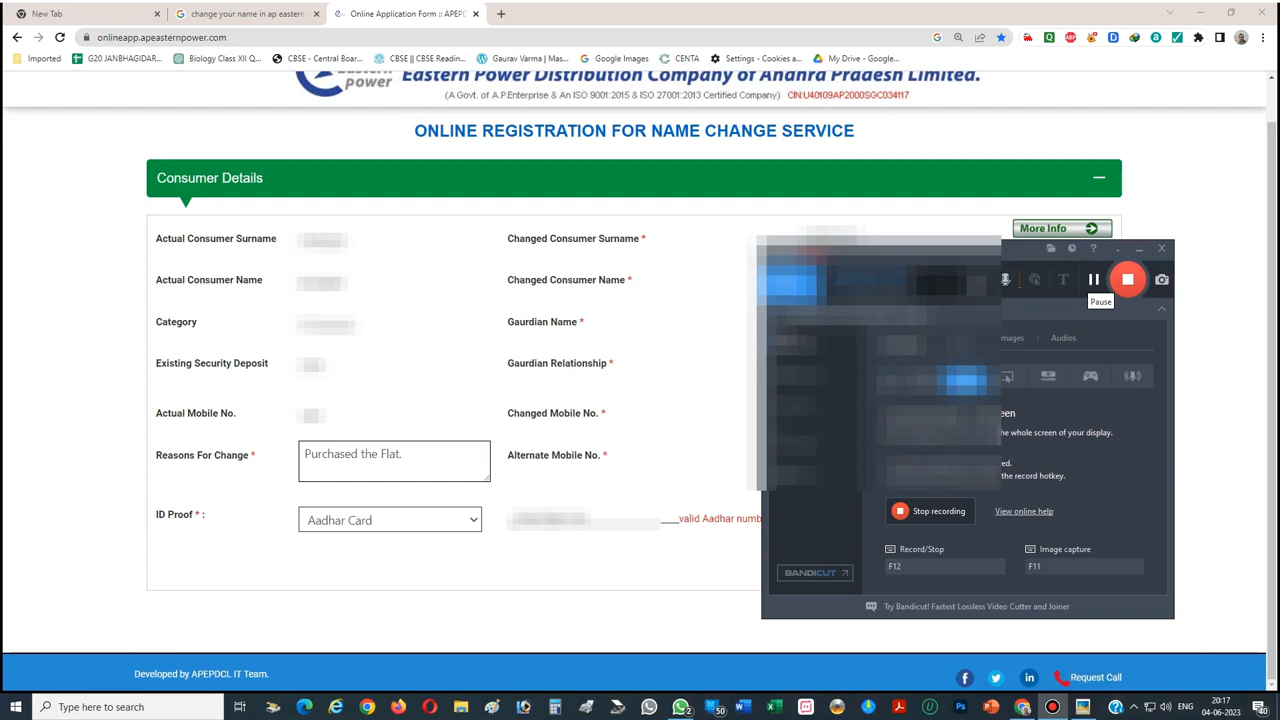 New Tab
change your name in ap eastern
Online Application Form :: APEPD
onlineapp.apeasternpower.com
Imported
G20 JANBHAGIDAR...
Biology Class XII Q...
CBSE - Central Boar...
CBSE || CBSE Readin...
Gaurav Varma | Mas...
Google Images
CENTA
Settings - Cookies a...
My Drive - Google...
Eastern Power Distribution Company of Andhra Pradesh Limited.
power
(A Govt. of A.P.Enterprise & An ISO 9001:2015 & ISO 27001:2013 Certified Company) CIN:U40109AP2000SGC034117
ONLINE REGISTRATION FOR NAME CHANGE SERVICE
Consumer Details
More Info
Actual Consumer Surname
Changed Consumer Surname *
Actual Consumer Name
Changed Consumer Name *
Category
Gaurdian Name *
Existing Security Deposit
Gaurdian Relationship *
Actual Mobile No.
Changed Mobile No. *
Reasons For Change *
Purchased the Flat.
Alternate Mobile No. *
ID Proof * :
Aadhar Card
valid Aadhar numb
Pause
mages
Audios
een
he whole screen of your display.
ed.
the record hotkey.
Stop recording
View online help
Record/Stop
Image capture
F12
F11
BANDICUT
Try Bandicut! Fastest Lossless Video Cutter and Joiner
Developed by APEPDCL IT Team.
Request Call
Type here to search
ENG
20:17
04-06-2023